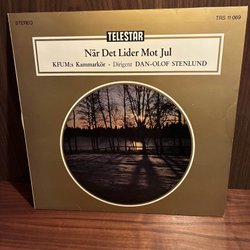 TELESTAR
STEREO
TRS 11 069
När Det Lider Mot Jul
KFUM:s Kammarkör - Dirigent DAN-OLOF STENLUND